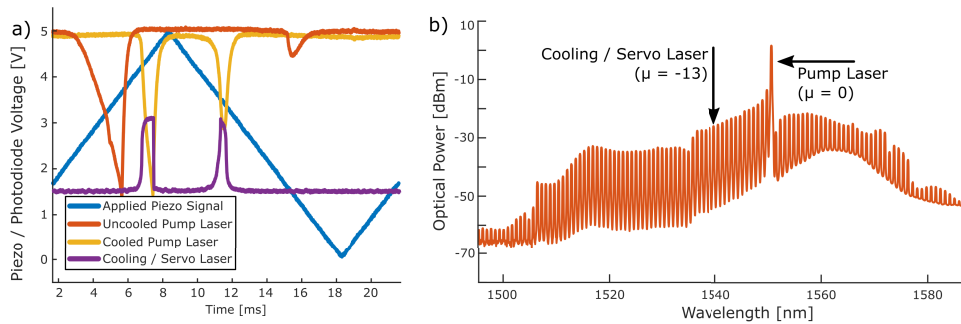 a)
Piezo / Photodiode Voltage [V]
5
4
3
2
1
0
Applied Piezo Signal
Uncooled Pump Laser
Cooled Pump Laser
Cooling / Servo Laser
2 4 6 8 10 12 14 16 18 20
Time [ms]
b)
Optical Power [dBm]
10
-10
-30
-50
-70
Cooling / Servo Laser
(μ = -13)
Pump Laser
(μ = 0)
1500 1520 1540 1560 1580
Wavelength [nm]